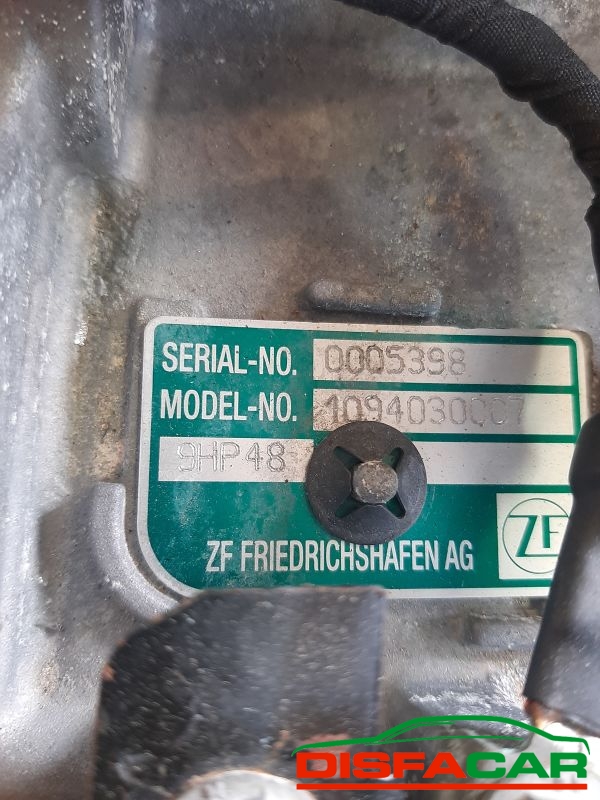 SERIAL-NO. 0005398
MODEL-NO. 1094030007
9HP48
ZF FRIEDRICHSHAFEN AG
ZF
DISFACAR